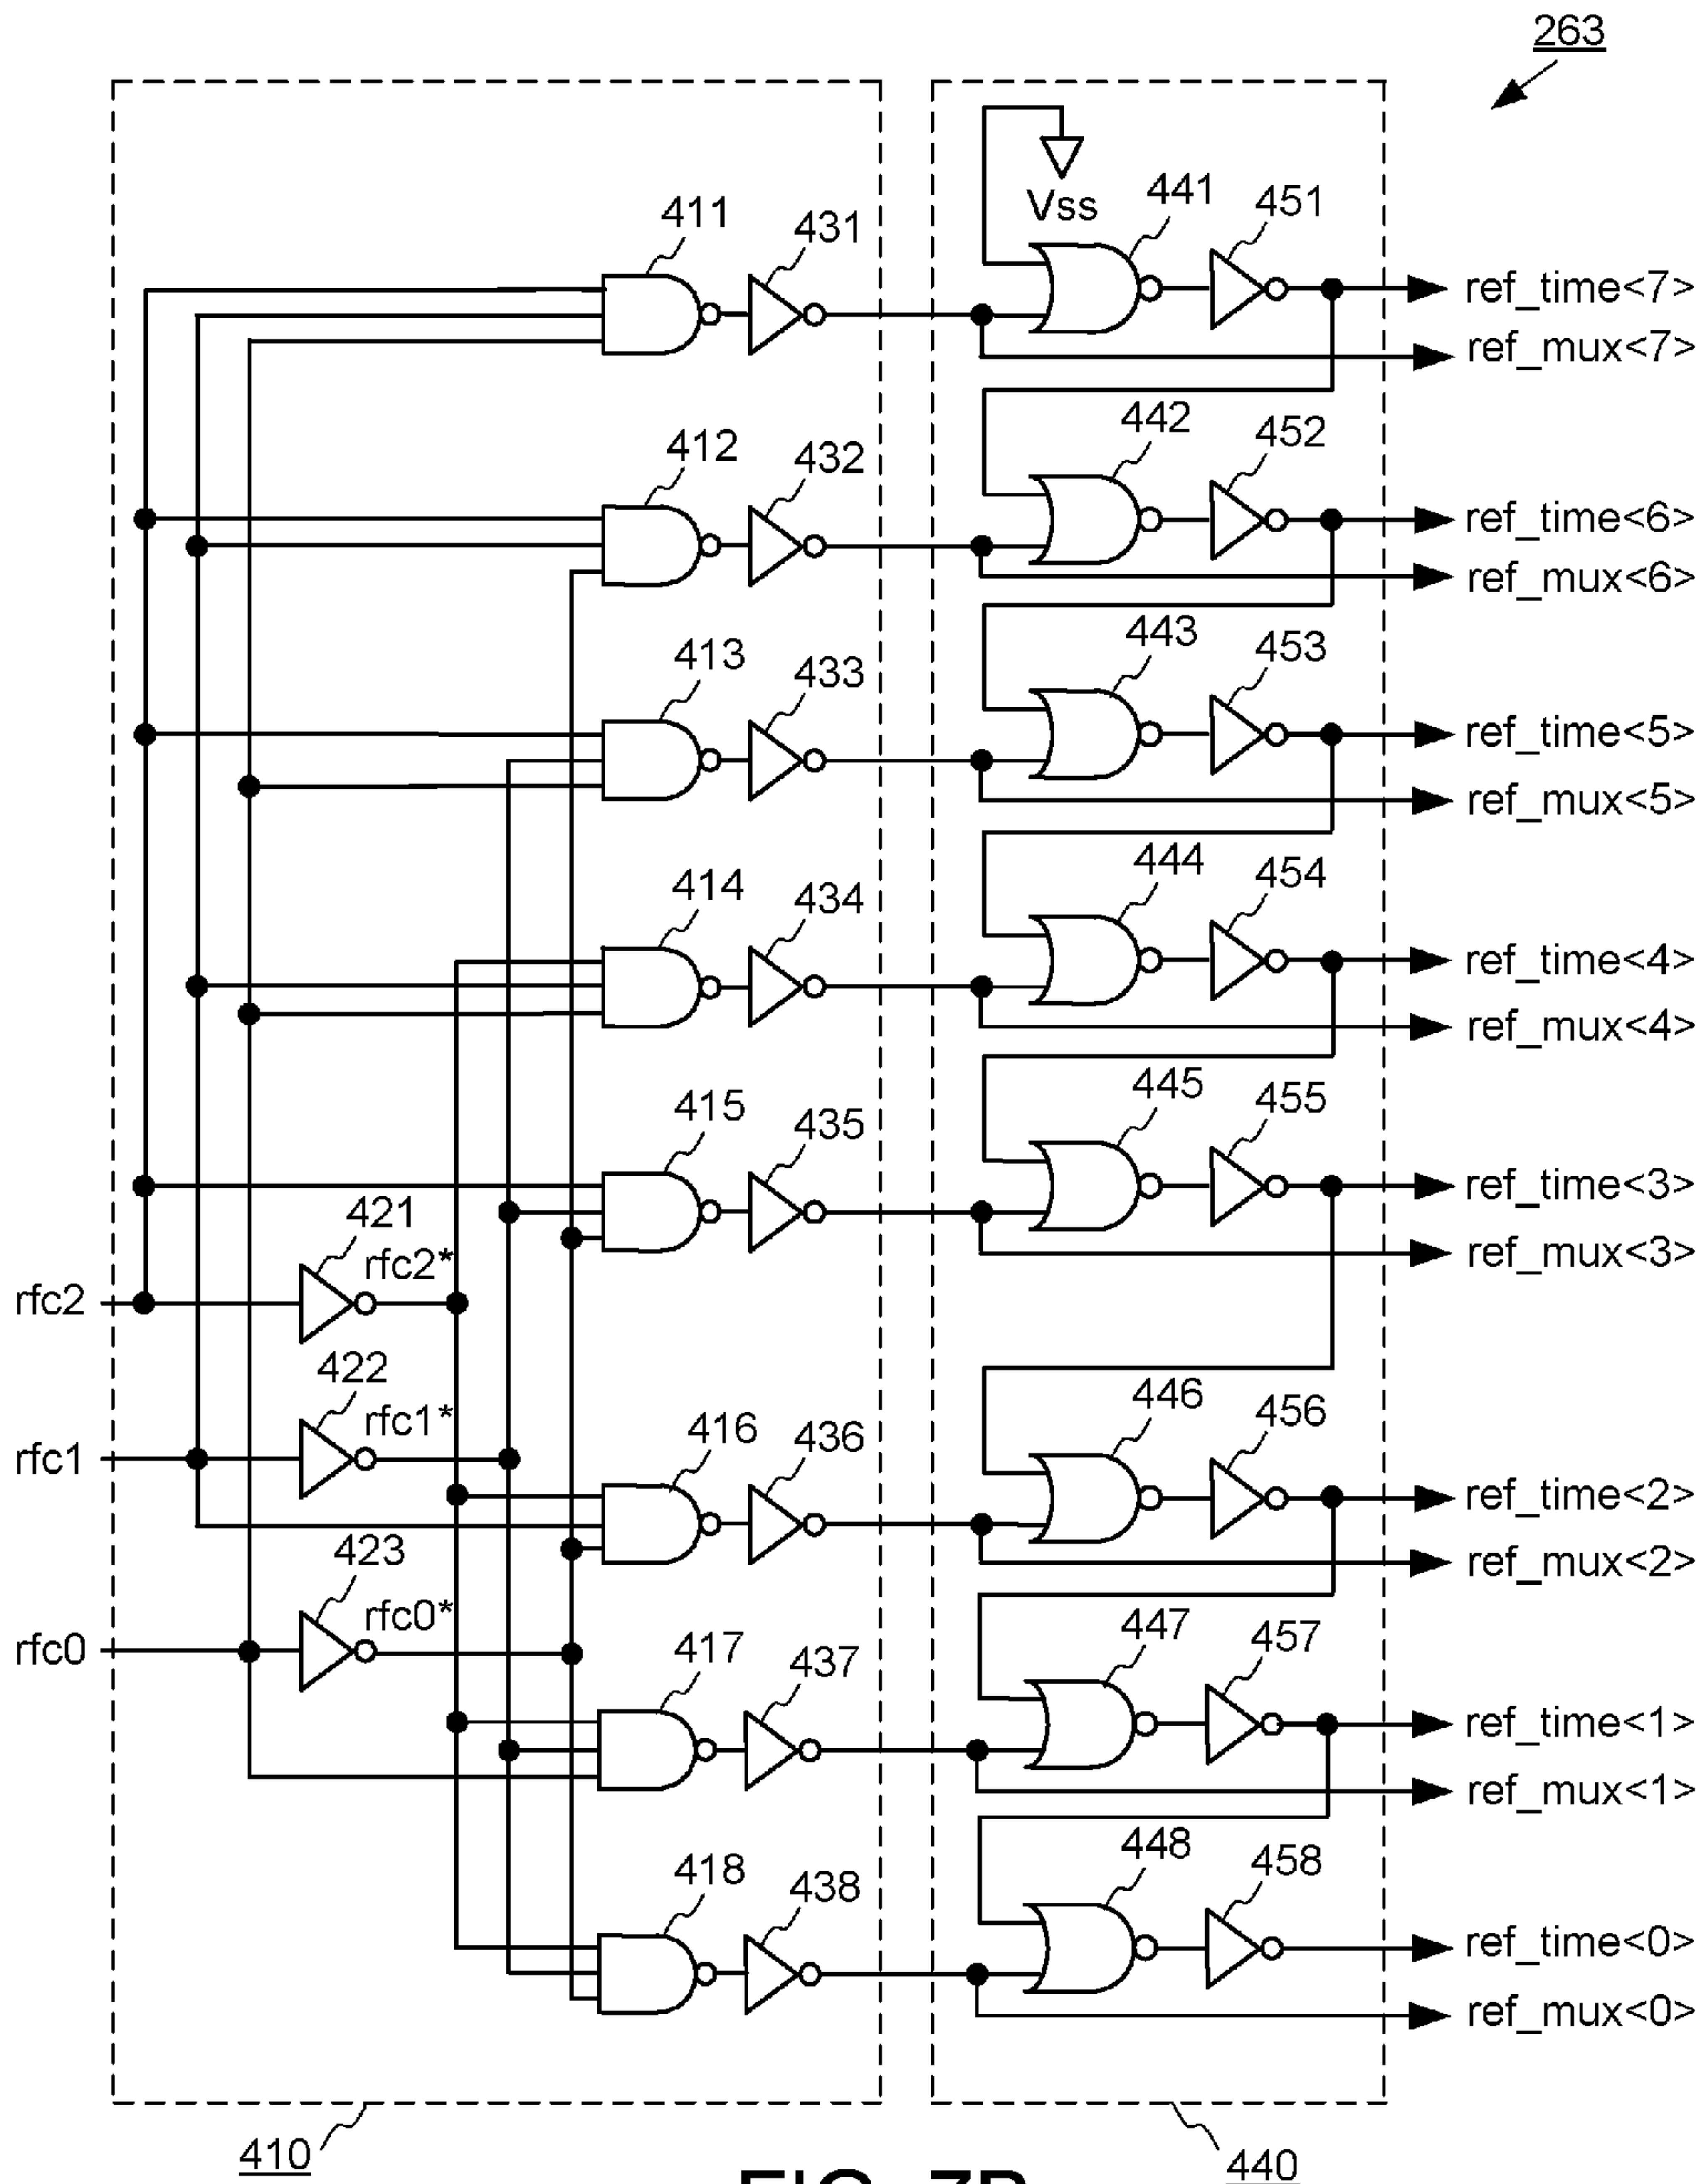 263
Vss
441
451
411
431
ref_time<7>
ref_mux<7>
442
452
412
432
ref_time<6>
ref_mux<6>
443
453
413
433
ref_time<5>
ref_mux<5>
444
454
414
434
ref_time<4>
ref_mux<4>
445
455
415
435
ref_time<3>
421
rfc2*
ref_mux<3>
rfc2
422
rfc1*
446
456
416
436
rfc1
ref_time<2>
423
ref_mux<2>
rfc0*
447
457
417
437
rfc0
ref_time<1>
ref_mux<1>
448
458
418
438
ref_time<0>
ref_mux<0>
410
440
FIG. 7B